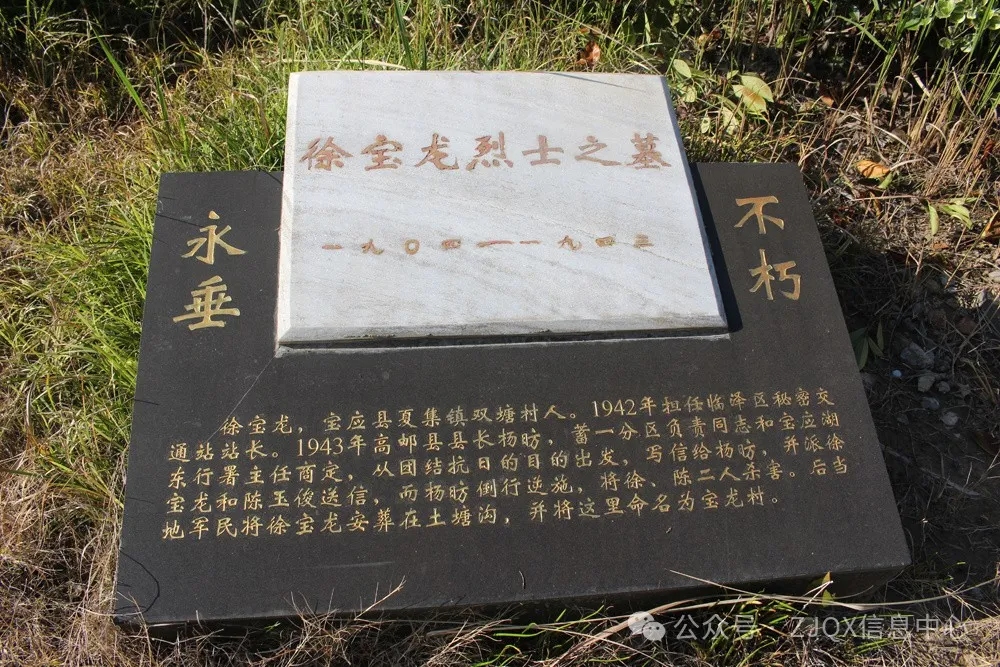 徐宝龙烈士之墓
一九〇四——一九四三
永垂
不朽
徐宝龙，宝应县夏集镇双塘村人。1942年担任临泽区秘密交
通站站长。1943年高邮县县长杨昉，蓄一分区负责同志和宝应湖
东行署主任商定，从团结抗日的目的出发，写信给杨昉，并派徐
宝龙和陈玉俊送信，而杨昉倒行逆施，将徐、陈二人杀害。后当
地军民将徐宝龙安葬在土塘沟，并将这里命名为宝龙村。
公众号 ZJQX信息中心